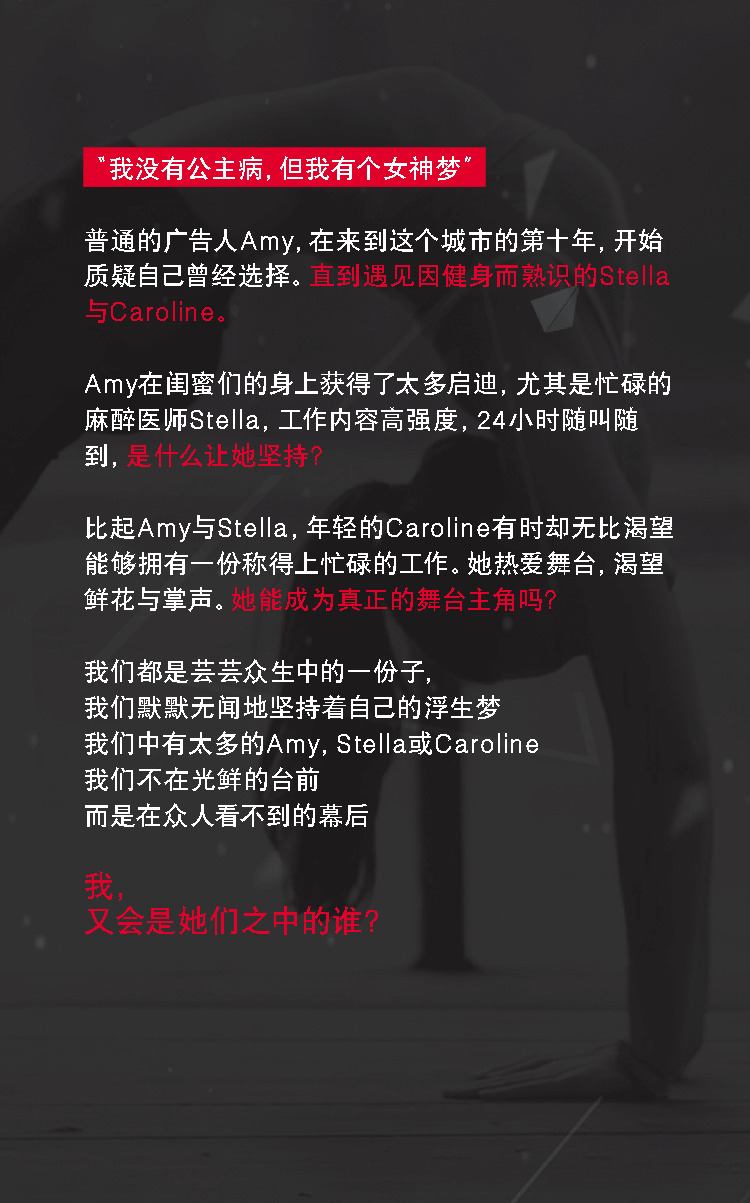 “我没有公主病，但我有个女神梦”
普通的广告人Amy，在来到这个城市的第十年，开始
质疑自己曾经选择。直到遇见因健身而熟识的Stella
与Caroline。
Amy在闺蜜们的身上获得了太多启迪，尤其是忙碌的
麻醉医师Stella，工作内容高强度，24小时随叫随
到，是什么让她坚持？
比起Amy与Stella，年轻的Caroline有时却无比渴望
能够拥有一份称得上忙碌的工作。她热爱舞台，渴望
鲜花与掌声。她能成为真正的舞台主角吗？
我们都是芸芸众生中的一份子，
我们默默无闻地坚持着自己的浮生梦
我们中有太多的Amy，Stella或Caroline
我们不在光鲜的台前
而是在众人看不到的幕后
我，
又会是她们之中的谁？